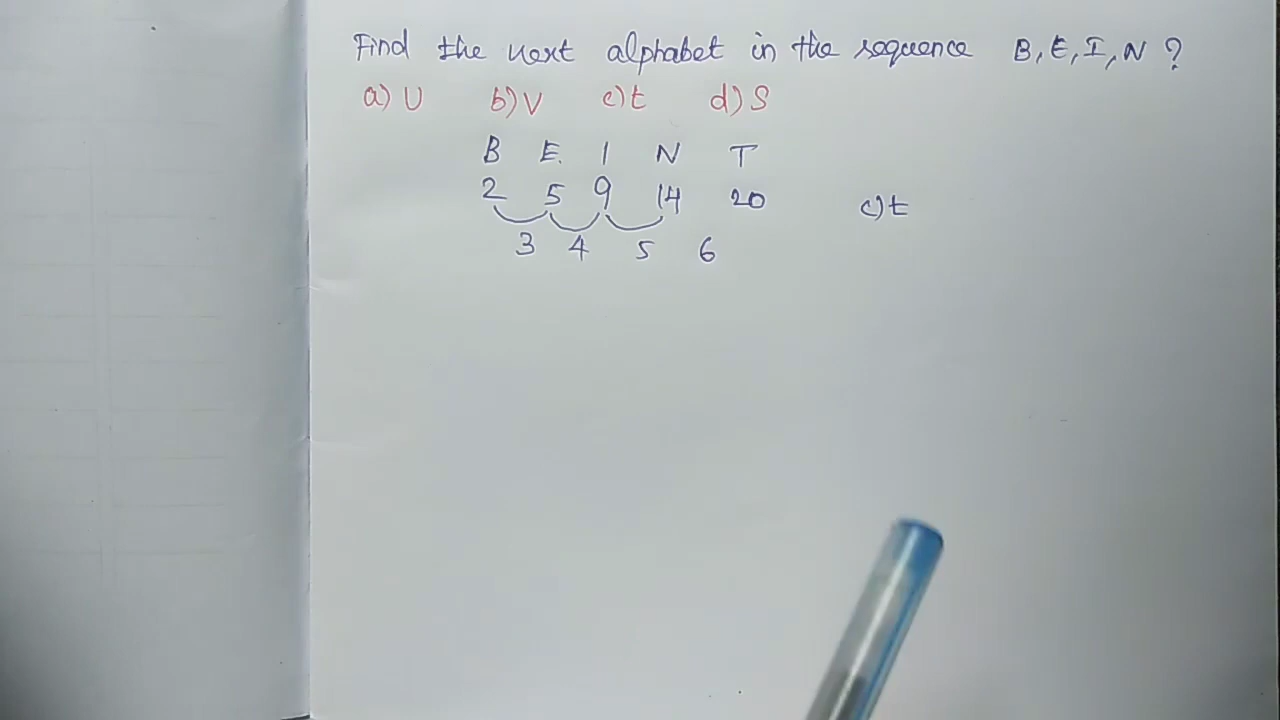 Find the next alphabet in the sequence B, E, I, N ?
a) U b) V c) t d) S
B E I N T
2 5 9 14 20 c) t
3 4 5 6